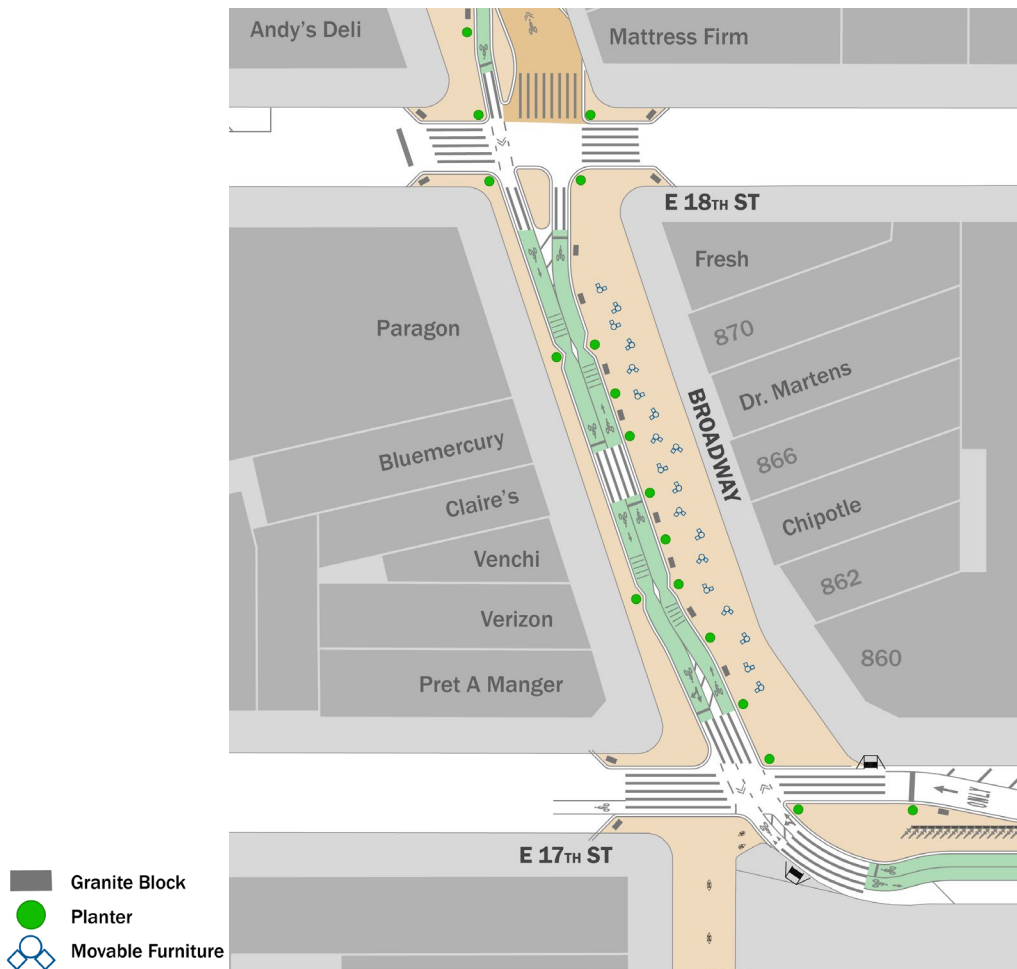 Andy's Deli
Mattress Firm
E 18TH ST
Fresh
870
Paragon
Dr. Martens
BROADWAY
Bluemercury
866
Claire's
Chipotle
Venchi
862
Verizon
860
Pret A Manger
ONLY
E 17TH ST
Granite Block
Planter
Movable Furniture